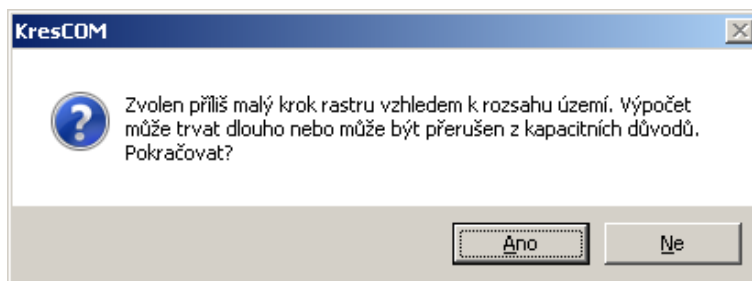 KresCOM
Zvolen příliš malý krok rastru vzhledem k rozsahu území. Výpočet
může trvat dlouho nebo může být přerušen z kapacitních důvodů.
Pokračovat?
Ano
Ne